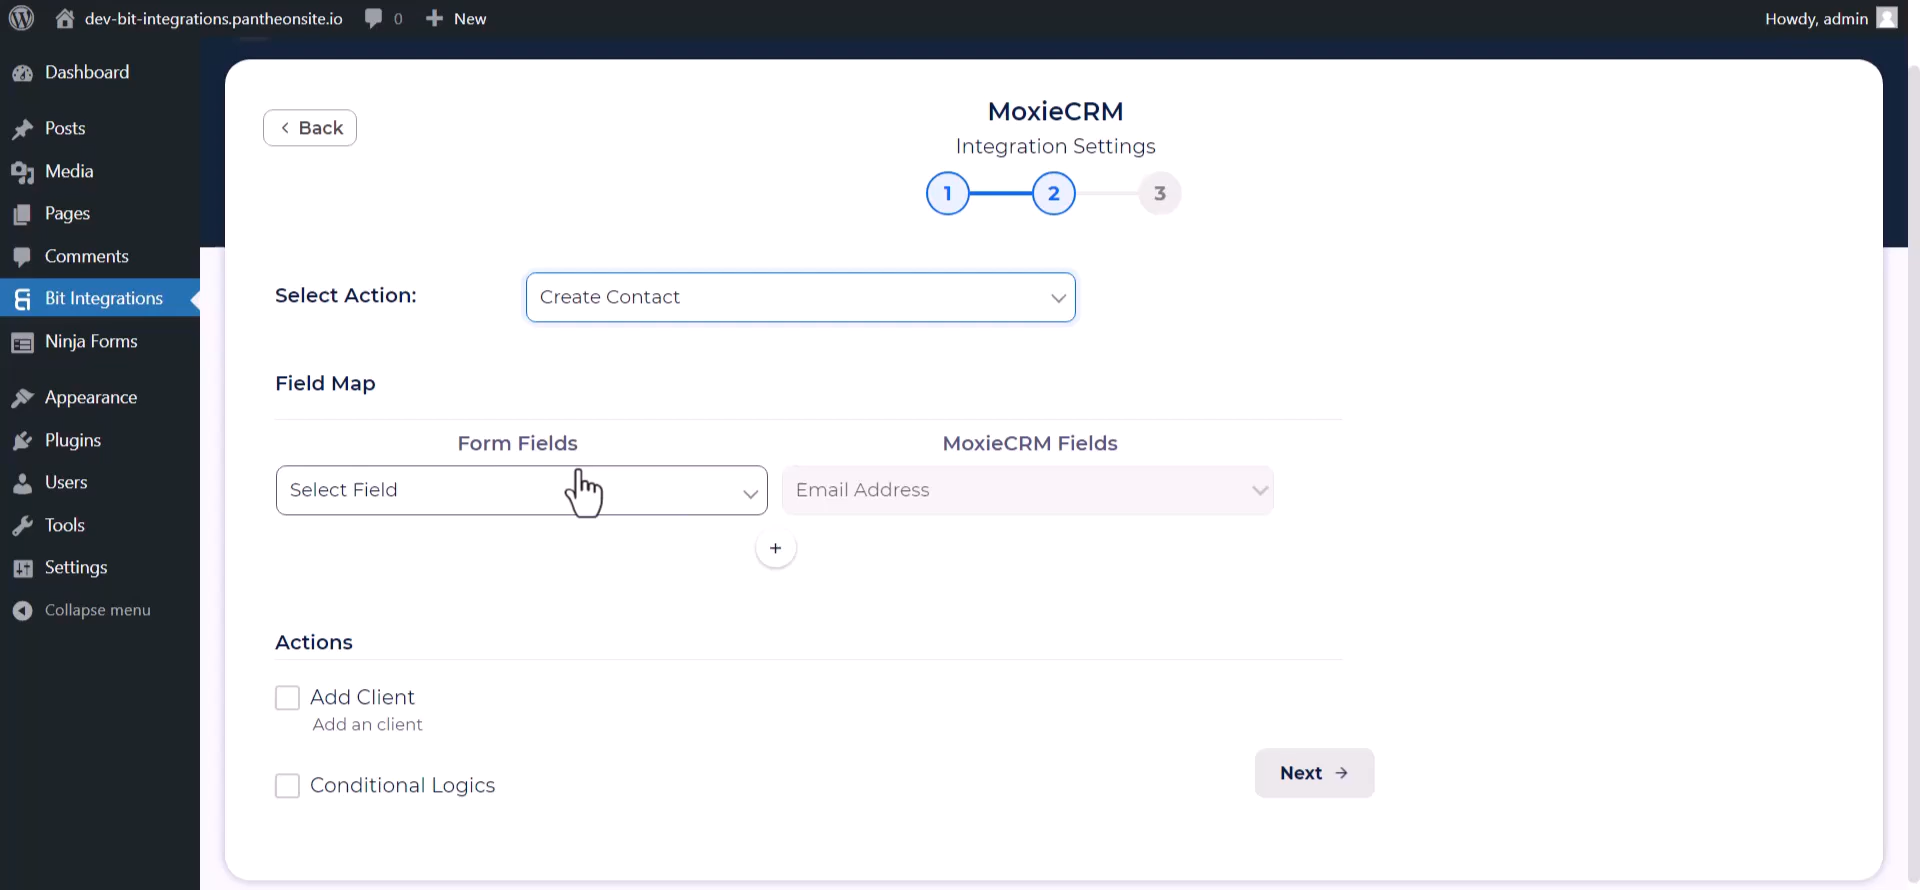 dev-bit-integrations.pantheonsite.io 0 New Howdy, admin
Dashboard
Posts
Media
Pages
Comments
Bit Integrations
Ninja Forms
Appearance
Plugins
Users
Tools
Settings
Collapse menu
Back
MoxieCRM
Integration Settings
1 2 3
Select Action: Create Contact
Field Map
Form Fields MoxieCRM Fields
Select Field Email Address
+
Actions
Add Client
Add an client
Conditional Logics
Next →